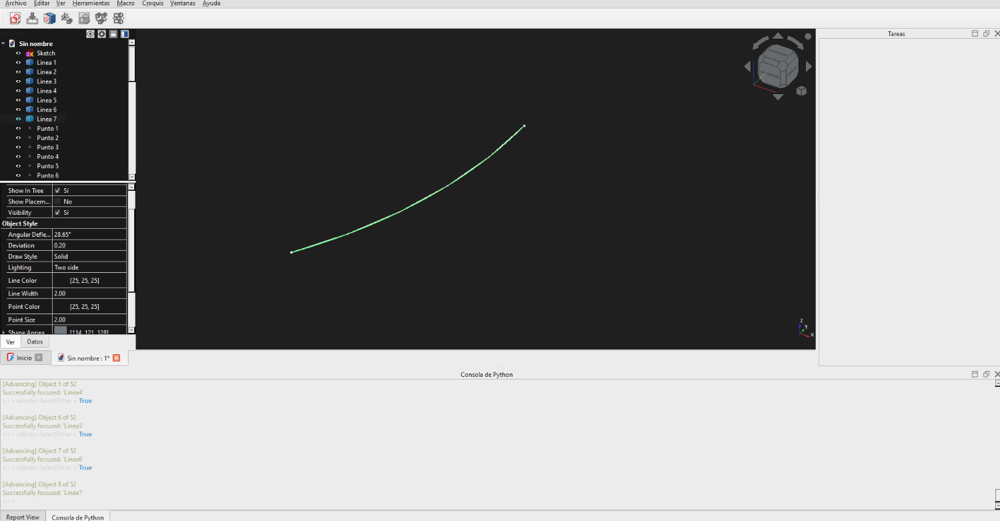 Archivo Editar Ver Herramientas Macro Croquis Ventanas Ayuda
Tareas
Sin nombre
Sketch
Linea 1
Linea 2
Linea 3
Linea 4
Linea 5
Linea 6
Linea 7
Punto 1
Punto 2
Punto 3
Punto 4
Punto 5
Punto 6
Show In Tree Sí
Show Placem... No
Visibility Sí
Object Style
Angular Defle... 28.65°
Deviation 0.20
Draw Style Solid
Lighting Two side
Line Color [25, 25, 25]
Line Width 2.00
Point Color [25, 25, 25]
Point Size 2.00
Shape Appea... [114, 121, 128]
Z
Y
X
Ver Datos
Inicio Sin nombre : 1*
Consola de Python
[Advancing] Object 5 of 52
Successfully focused: 'Linea4'
>>> selector.SelectOther = True
[Advancing] Object 6 of 52
Successfully focused: 'Linea5'
>>> selector.SelectOther = True
[Advancing] Object 7 of 52
Successfully focused: 'Linea6'
>>> selector.SelectOther = True
[Advancing] Object 8 of 52
Successfully focused: 'Linea7'
>>>
Report View Consola de Python